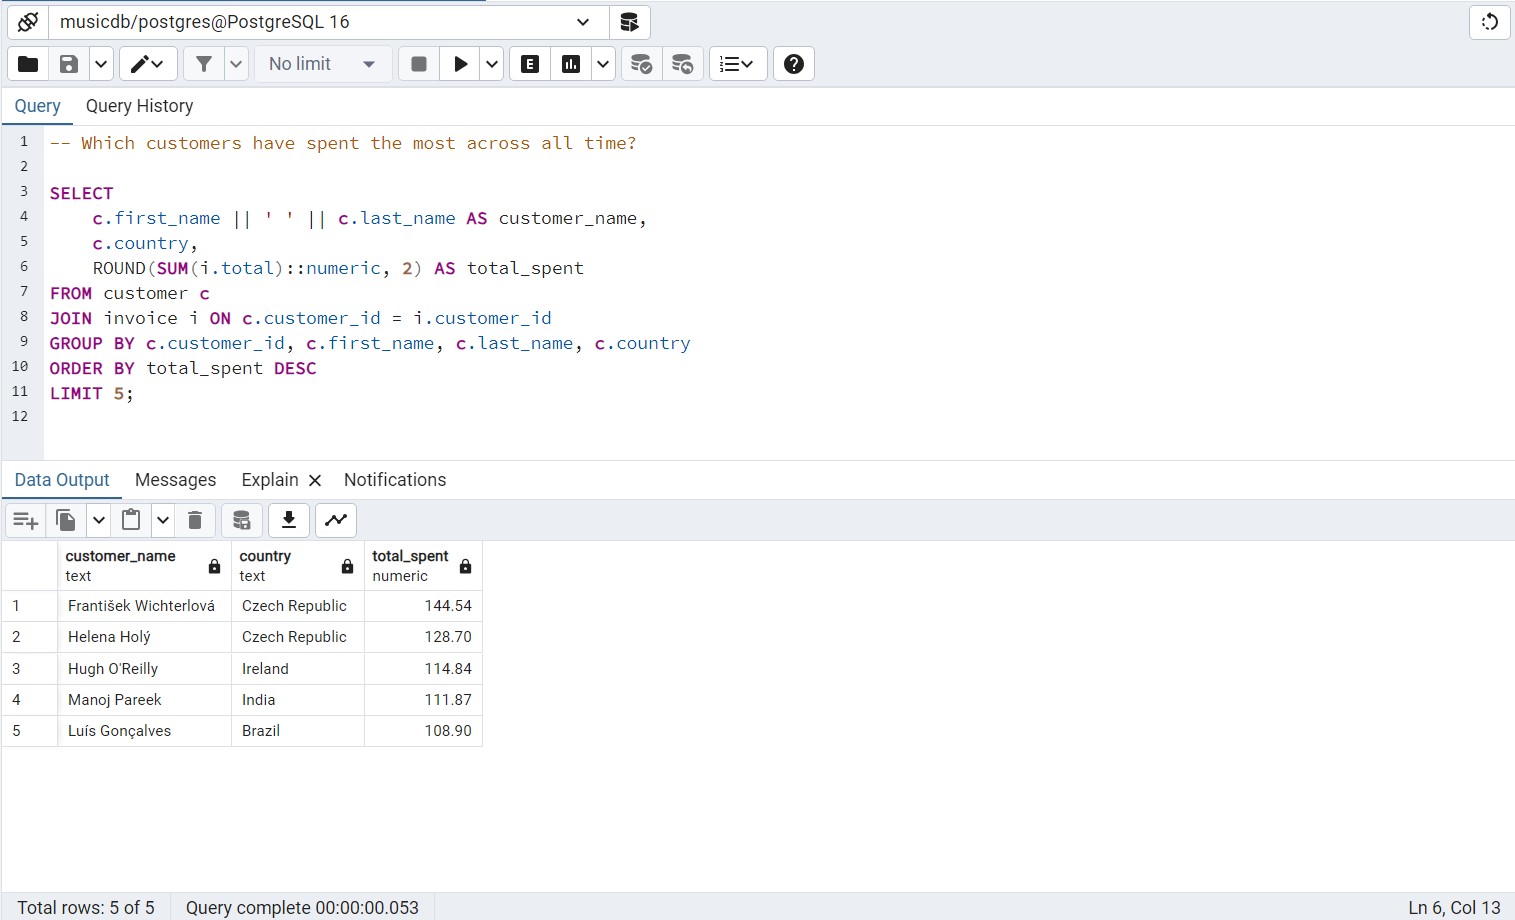 musicdb/postgres@PostgreSQL 16
No limit
E
Query Query History
1 -- Which customers have spent the most across all time?
2
3 SELECT
4 c.first_name || ' ' || c.last_name AS customer_name,
5 c.country,
6 ROUND(SUM(i.total)::numeric, 2) AS total_spent
7 FROM customer c
8 JOIN invoice i ON c.customer_id = i.customer_id
9 GROUP BY c.customer_id, c.first_name, c.last_name, c.country
10 ORDER BY total_spent DESC
11 LIMIT 5;
12
Data Output Messages Explain Notifications
customer_name country total_spent
text text numeric
1 František Wichterlová Czech Republic 144.54
2 Helena Holý Czech Republic 128.70
3 Hugh O'Reilly Ireland 114.84
4 Manoj Pareek India 111.87
5 Luís Gonçalves Brazil 108.90
Total rows: 5 of 5 Query complete 00:00:00.053 Ln 6, Col 13